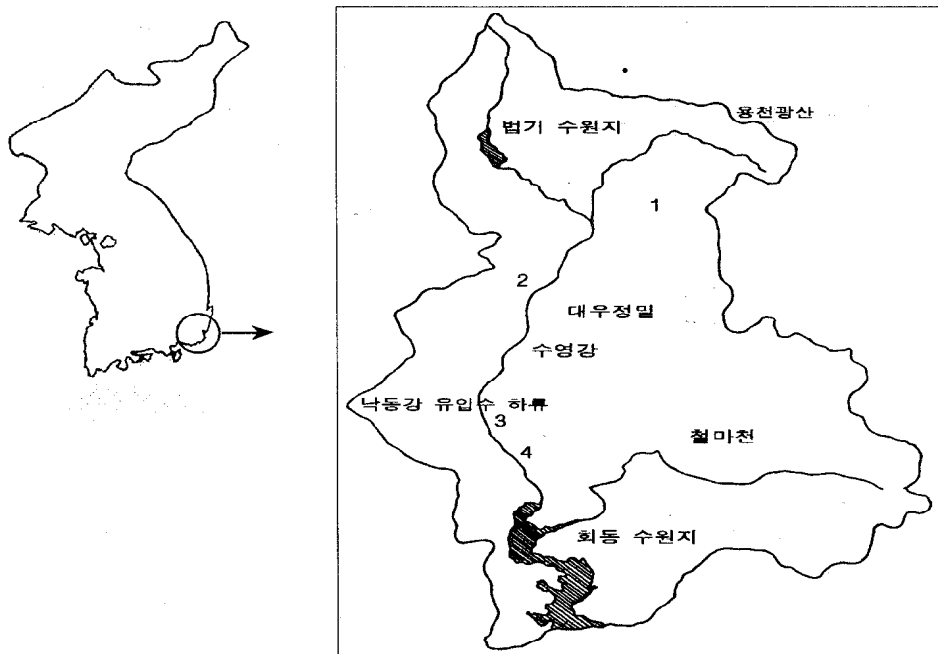 용천광산
법기 수원지
1
2
대우정밀
수영강
낙동강 유입수 하류
3
철마천
4
회동 수원지